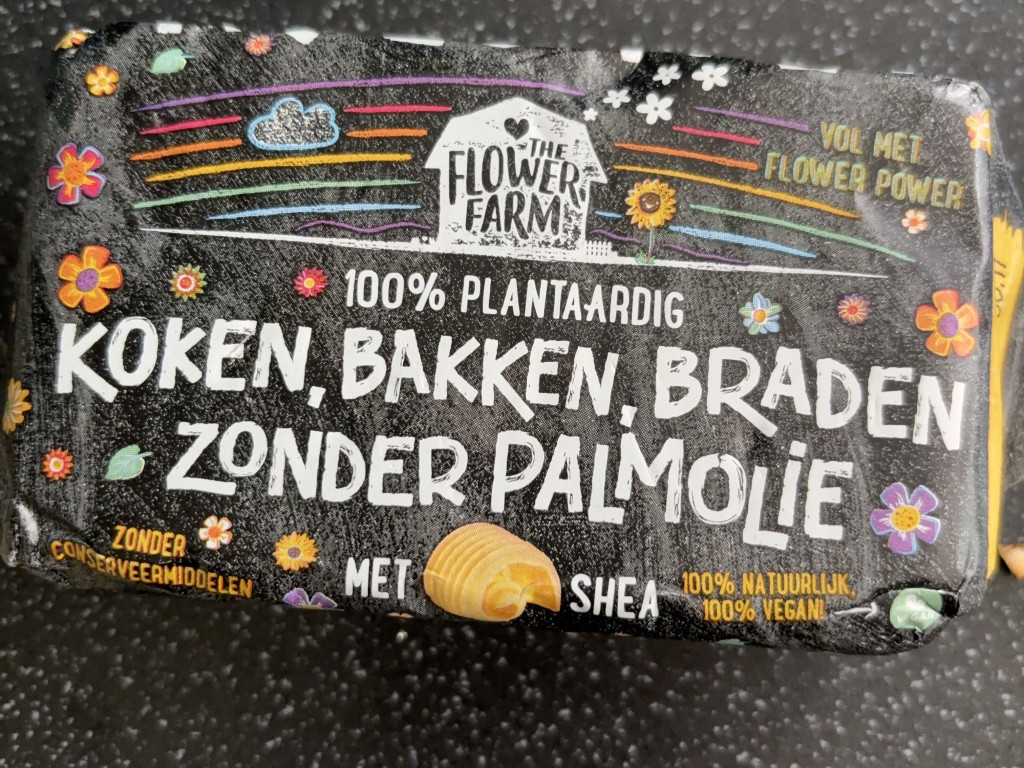 THE
FLOWER
FARM
VOL MET
FLOWER POWER
100% PLANTAARDIG
KOKEN, BAKKEN, BRADEN
ZONDER PALMOLiE
ZONDER
CONSERVEERMIDDELEN
MET SHEA
100% NATUURLIJK,
100% VEGAN!